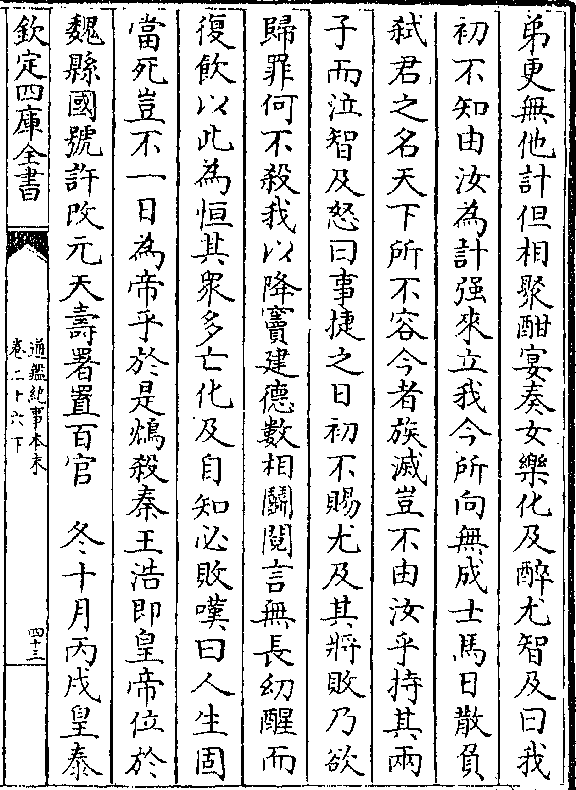 弟更無他計但相聚酣宴奏女樂化及醉尤智及曰我
初不知由汝為計强來立我今所向無成士馬日散負
弑君之名天下所不容今者族滅豈不由汝乎持其兩
子而泣智及怒曰事捷之日初不賜尤及其將敗乃欲
歸罪何不殺我以降竇建德數相鬭鬩言無長幼醒而
復飲以此為恒其衆多亡化及自知必敗嘆曰人生固
當死豈不一日為帝乎於是鴆殺秦王浩即皇帝位於
魏縣國號許改元天壽署置百官　冬十月丙戌皇泰
欽定四庫全書
通鑑紀事本末
卷二十六下
四十三